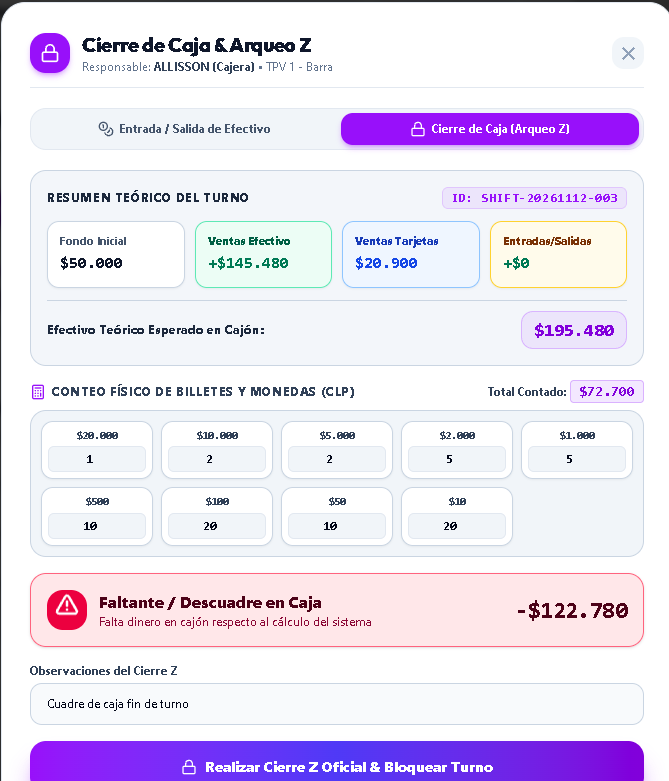 Cierre de Caja & Arqueo Z
Responsable: ALLISSON (Cajera) • TPV 1 - Barra
Entrada / Salida de Efectivo
Cierre de Caja (Arqueo Z)
RESUMEN TEÓRICO DEL TURNO
ID: SHIFT-20261112-003
Fondo Inicial
$50.000
Ventas Efectivo
+$145.480
Ventas Tarjetas
$20.900
Entradas/Salidas
+$0
Efectivo Teórico Esperado en Cajón:
$195.480
CONTEO FÍSICO DE BILLETES Y MONEDAS (CLP)
Total Contado: $72.700
$20.000
1
$10.000
2
$5.000
2
$2.000
5
$1.000
5
$500
10
$100
20
$50
10
$10
20
Faltante / Descuadre en Caja
Falta dinero en cajón respecto al cálculo del sistema
-$122.780
Observaciones del Cierre Z
Cuadre de caja fin de turno
Realizar Cierre Z Oficial & Bloquear Turno